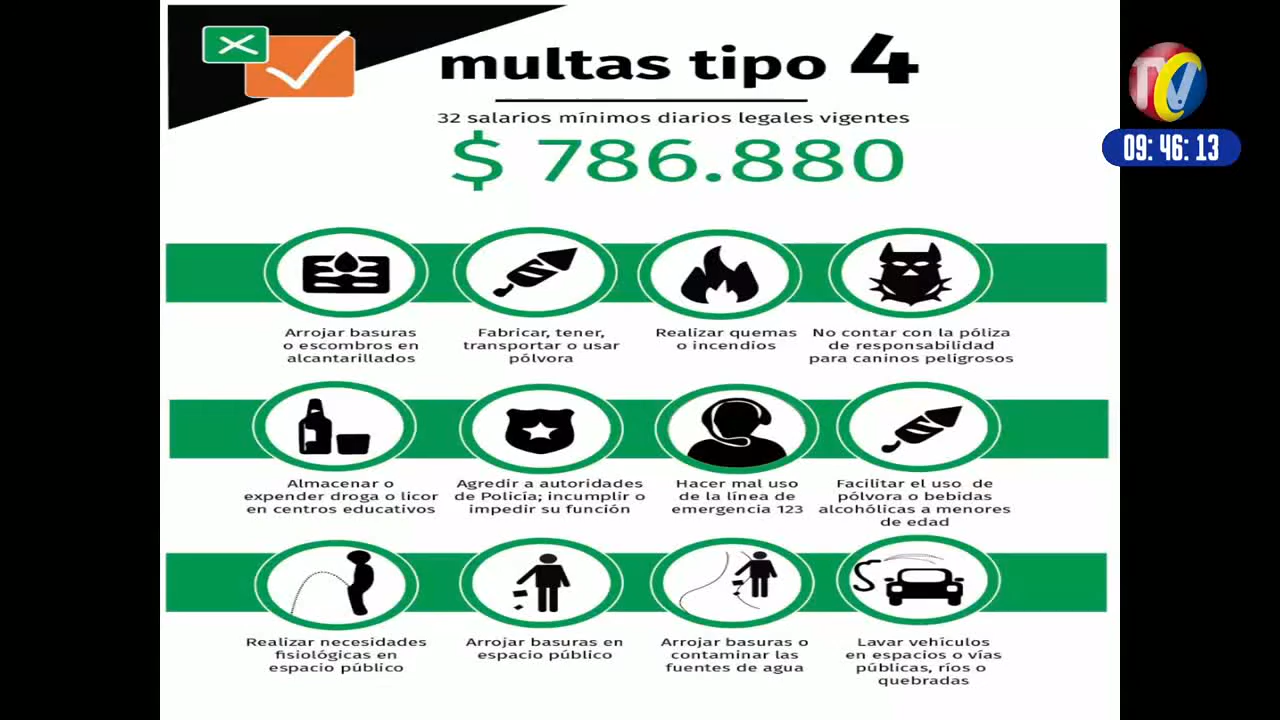 multas tipo 4
32 salarios mínimos diarios legales vigentes
$ 786.880
TVC
09: 46: 13
Arrojar basuras
o escombros en
alcantarillados
Fabricar, tener,
transportar o usar
pólvora
Realizar quemas
o incendios
No contar con la póliza
de responsabilidad
para caninos peligrosos
Almacenar o
expender droga o licor
en centros educativos
Agredir a autoridades
de Policía; incumplir o
impedir su función
Hacer mal uso
de la línea de
emergencia 123
Facilitar el uso de
pólvora o bebidas
alcohólicas a menores
de edad
Realizar necesidades
fisiológicas en
espacio público
Arrojar basuras en
espacio público
Arrojar basuras o
contaminar las
fuentes de agua
Lavar vehículos
en espacios o vías
públicas, ríos o
quebradas